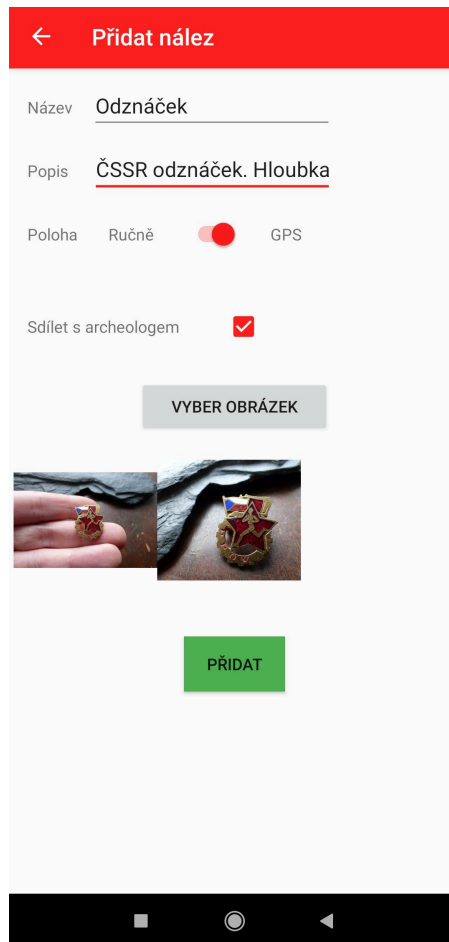 Přidat nález
Název Odznáček
Popis ČSSR odznáček. Hloubka
Poloha Ručně GPS
Sdílet s archeologem
VYBER OBRÁZEK
PŘIDAT